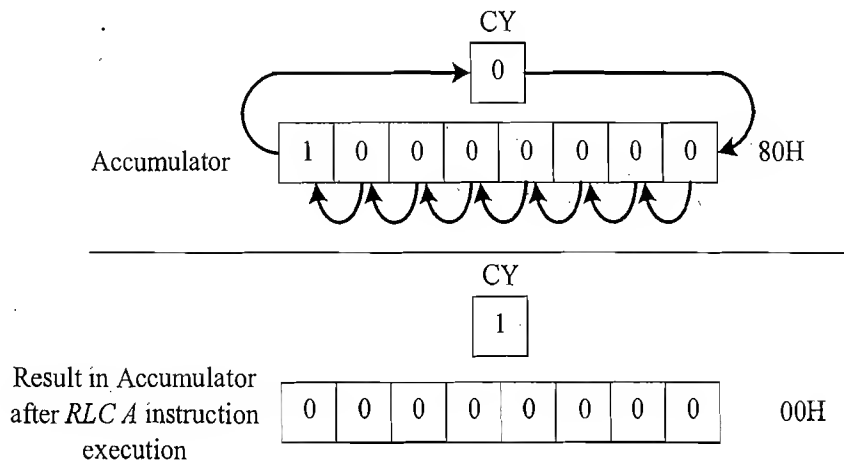 CY
0
Accumulator 1 0 0 0 0 0 0 0 80H
CY
1
Result in Accumulator
after RLC A instruction 0 0 0 0 0 0 0 0 00H
execution